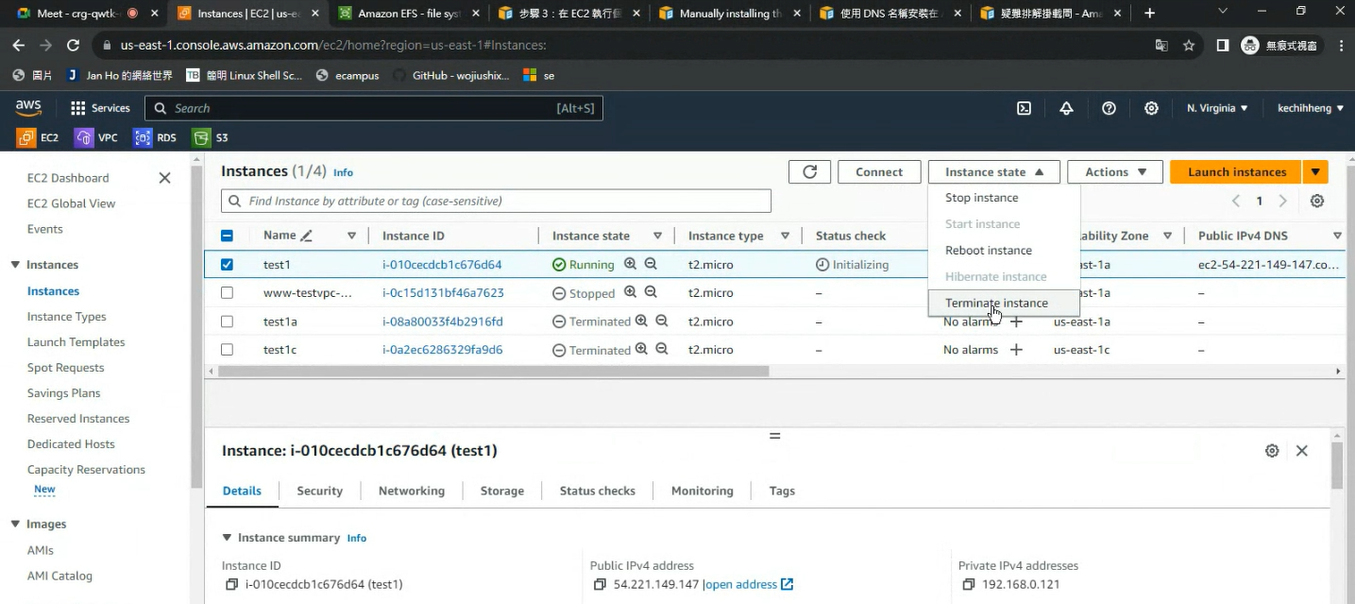 Meet - crg-qwtk-
Instances | EC2 | us-e
Amazon EFS - file sys
步驟 3：在 EC2 執行個
Manually installing th
使用 DNS 名稱安裝在
疑難排解掛載問 - Ama
us-east-1.console.aws.amazon.com/ec2/home?region=us-east-1#Instances:
無痕式視窗
圖片
J Jan Ho 的網絡世界
TB 簡明 Linux Shell Sc...
ecampus
GitHub - wojiushix...
se
aws
Services
Search
[Alt+S]
N. Virginia
kechihheng
EC2
VPC
RDS
S3
EC2 Dashboard
EC2 Global View
Events
Instances
Instances
Instance Types
Launch Templates
Spot Requests
Savings Plans
Reserved Instances
Dedicated Hosts
Capacity Reservations
New
Images
AMIs
AMI Catalog
Instances (1/4) Info
Connect
Instance state
Actions
Launch instances
Find Instance by attribute or tag (case-sensitive)
1
Stop instance
Start instance
Reboot instance
Hibernate instance
Terminate instance
Name Instance ID Instance state Instance type Status check lability Zone Public IPv4 DNS
test1 i-010cecdcb1c676d64 Running t2.micro Initializing ast-1a ec2-54-221-149-147.co...
www-testvpc-... i-0c15d131bf46a7623 Stopped t2.micro – ast-1a –
test1a i-08a80033f4b2916fd Terminated t2.micro – No alarms + us-east-1a –
test1c i-0a2ec6286329fa9d6 Terminated t2.micro – No alarms + us-east-1c –
Instance: i-010cecdcb1c676d64 (test1)
Details Security Networking Storage Status checks Monitoring Tags
Instance summary Info
Instance ID
i-010cecdcb1c676d64 (test1)
Public IPv4 address
54.221.149.147 |open address
Private IPv4 addresses
192.168.0.121